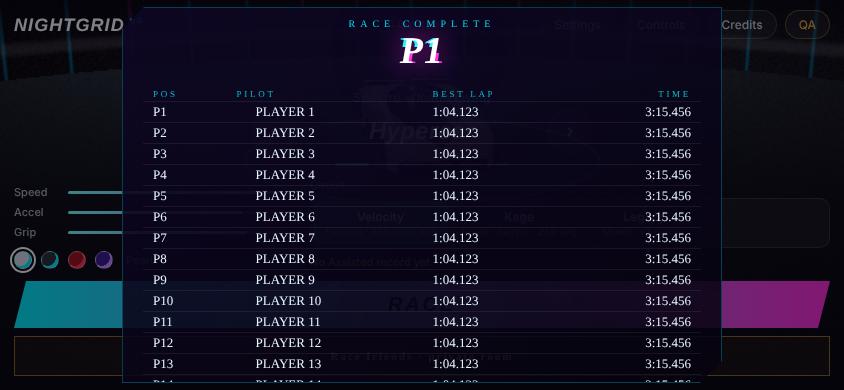 NIGHTGRID
RACE COMPLETE
Settings
Controls
Credits
QA
P1
POS PILOT BEST LAP TIME
P1 PLAYER 1 1:04.123 3:15.456
P2 PLAYER 2 1:04.123 3:15.456
P3 PLAYER 3 1:04.123 3:15.456
P4 PLAYER 4 1:04.123 3:15.456
P5 PLAYER 5 1:04.123 3:15.456
P6 PLAYER 6 1:04.123 3:15.456
P7 PLAYER 7 1:04.123 3:15.456
P8 PLAYER 8 1:04.123 3:15.456
P9 PLAYER 9 1:04.123 3:15.456
P10 PLAYER 10 1:04.123 3:15.456
P11 PLAYER 11 1:04.123 3:15.456
P12 PLAYER 12 1:04.123 3:15.456
P13 PLAYER 13 1:04.123 3:15.456
Speed
Accel
Grip
Velocity
Kage